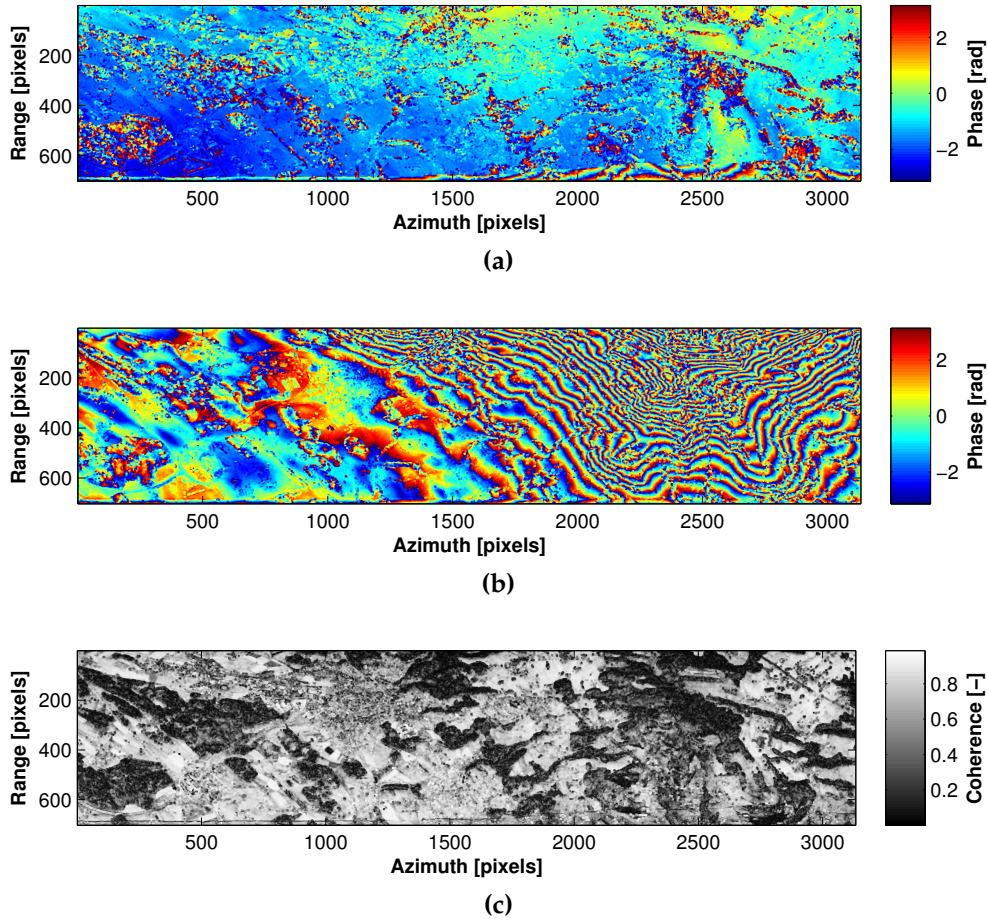 200
400
600
Range [pixels]
500 1000 1500 2000 2500 3000
Azimuth [pixels]
2
0
−2
Phase [rad]
(a)
200
400
600
Range [pixels]
500 1000 1500 2000 2500 3000
Azimuth [pixels]
2
0
−2
Phase [rad]
(b)
200
400
600
Range [pixels]
500 1000 1500 2000 2500 3000
Azimuth [pixels]
0.8
0.6
0.4
0.2
Coherence [−]
(c)